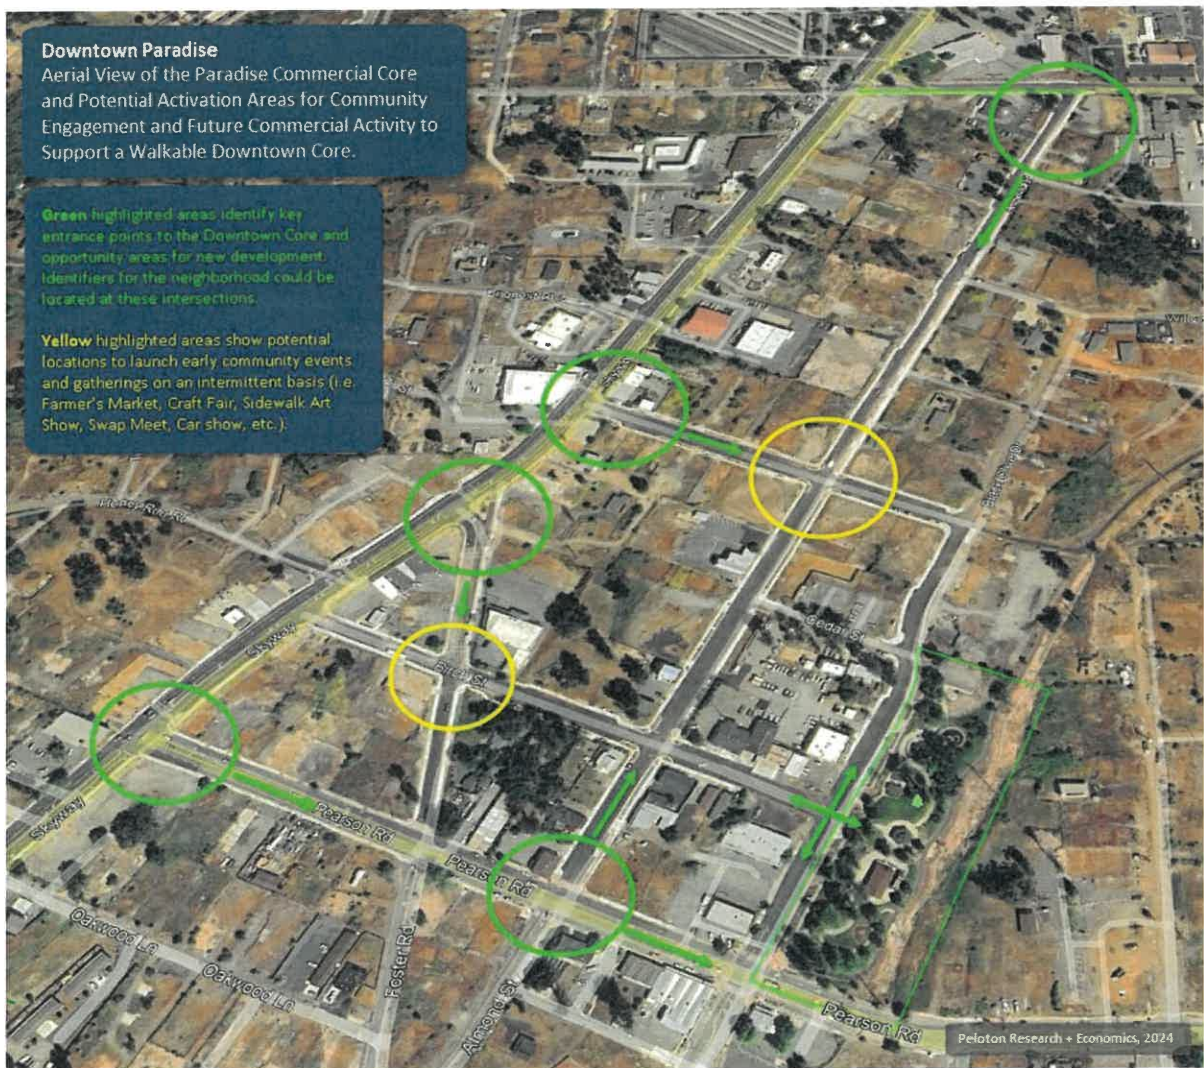 Downtown Paradise
Aerial View of the Paradise Commercial Core
and Potential Activation Areas for Community
Engagement and Future Commercial Activity to
Support a Walkable Downtown Core.
Green highlighted areas identify key
entrance points to the Downtown Core and
opportunity areas for new development.
Identifiers for the neighborhood could be
located at these intersections.
Yellow highlighted areas show potential
locations to launch early community events
and gatherings on an intermittent basis (i.e.
Farmer's Market, Craft Fair, Sidewalk Art
Show, Swap Meet, Car show, etc.).
Honey Run Rd
Cedar St
Skyway
Birch St
Skyway
Pearson Rd
Pearson Rd
Oakwood Ln
Oakwood Ln
Foster Rd
Almond St
Pearson Rd
Peloton Research + Economics, 2024